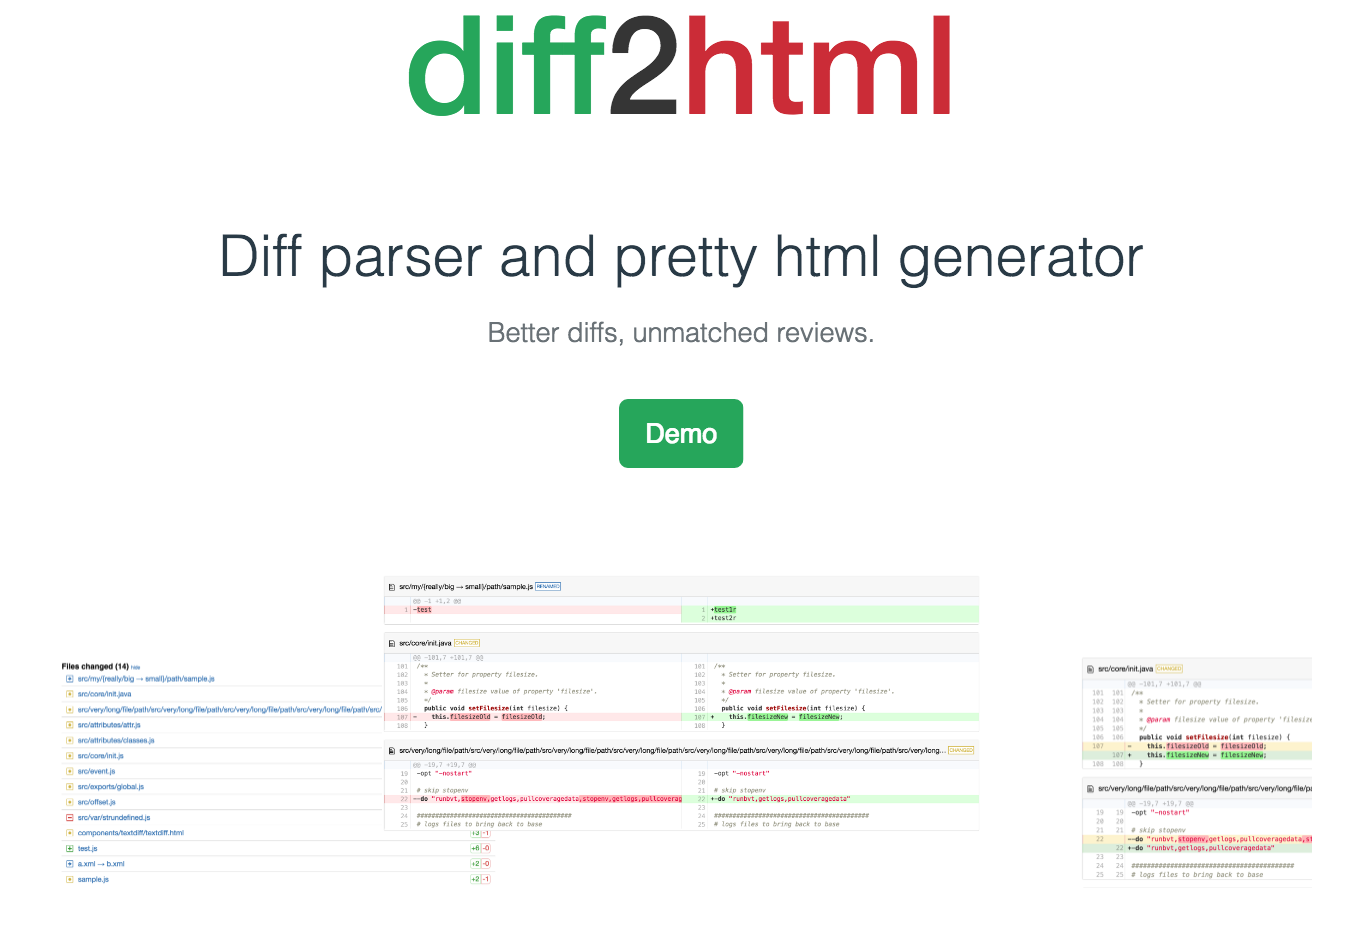 diff2html
Diff parser and pretty html generator
Better diffs, unmatched reviews.
Demo
Files changed (14) hide
src/my/{really/big → small}/path/sample.js
src/core/init.java
src/very/long/file/path/src/very/long/file/path/src/very/long/file/path/src/very/long/file/path/src/
src/attributes/attr.js
src/attributes/classes.js
src/core/init.js
src/event.js
src/exports/global.js
src/offset.js
src/var/strundefined.js
components/textdiff/textdiff.html +3 -1
test.js +6 -0
a.xml → b.xml +2 -0
sample.js +2 -1
src/my/{really/big → small}/path/sample.js RENAMED
@@ -1 +1,2 @@
1 -test 1 +test1r
2 +test2r
src/core/init.java CHANGED
@@ -101,7 +101,7 @@
101 /** 101 /**
102 * Setter for property filesize. 102 * Setter for property filesize.
103 * 103 *
104 * @param filesize value of property 'filesize'. 104 * @param filesize value of property 'filesize'.
105 */ 105 */
106 public void setFilesize(int filesize) { 106 public void setFilesize(int filesize) {
107 - this.filesizeOld = filesizeOld; 107 + this.filesizeNew = filesizeNew;
108 } 108 }
src/very/long/file/path/src/very/long/file/path/src/very/long/file/path/src/very/long/file/path/src/very/long/file/path/src/very/long/file/path/src/very/long/file/path/src/very/long... CHANGED
@@ -19,7 +19,7 @@
19 -opt "-nostart" 19 -opt "-nostart"
20 20
21 # skip stopenv 21 # skip stopenv
22 --do "runbvt,stopenv,getlogs,pullcoveragedata,stopenv,getlogs,pullcoverag 22 +-do "runbvt,getlogs,pullcoveragedata"
23 23
24 ######################################### 24 #########################################
25 # logs files to bring back to base 25 # logs files to bring back to base
src/core/init.java CHANGED
@@ -101,7 +101,7 @@
101 101 /**
102 102 * Setter for property filesize.
103 103 *
104 104 * @param filesize value of property 'filesize
105 105 */
106 106 public void setFilesize(int filesize) {
107 - this.filesizeOld = filesizeOld;
107 + this.filesizeNew = filesizeNew;
108 108 }
src/very/long/file/path/src/very/long/file/path/src/very/long/file/pa
@@ -19,7 +19,7 @@
19 19 -opt "-nostart"
20 20
21 21 # skip stopenv
22 --do "runbvt,stopenv,getlogs,pullcoveragedata,st
22 +-do "runbvt,getlogs,pullcoveragedata"
23 23
24 24 ###########################################
25 25 # logs files to bring back to base